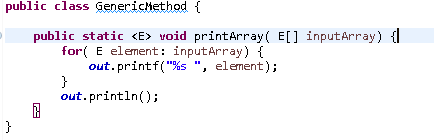 public class GenericMethod {
public static <E> void printArray( E[] inputArray) {
for( E element: inputArray) {
out.printf("%s ", element);
}
out.println();
}
}